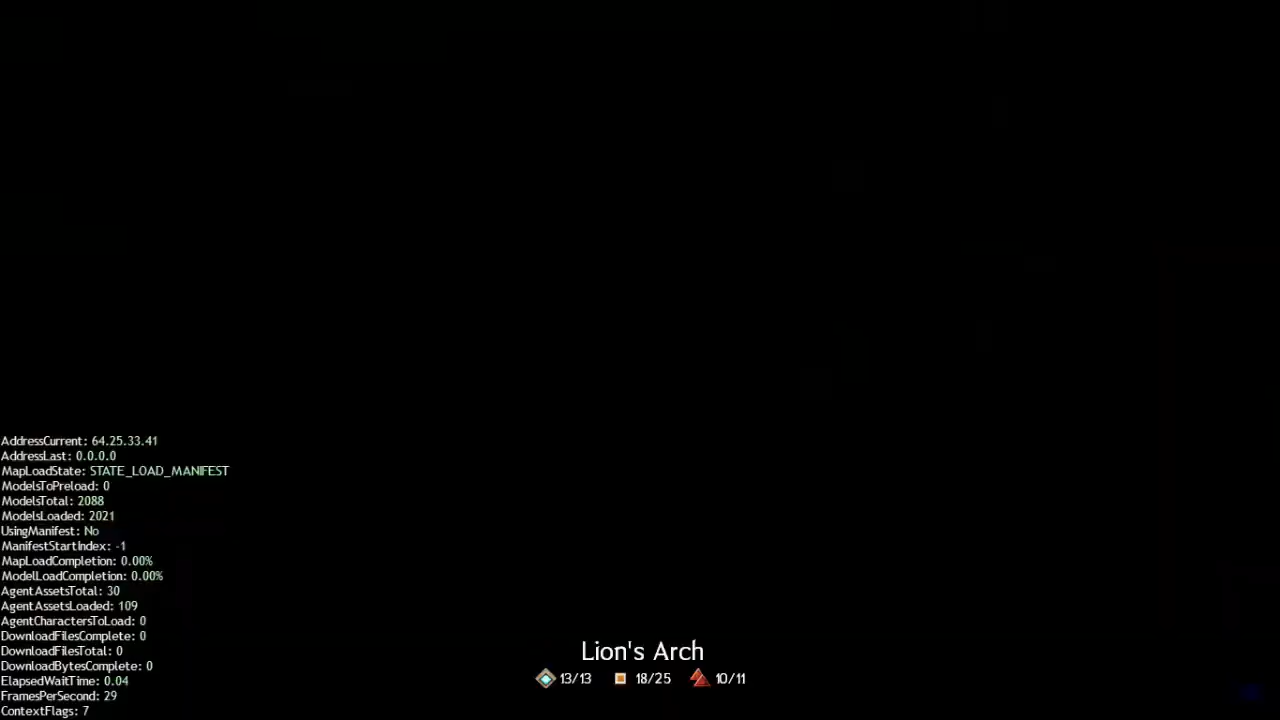 AddressCurrent: 64.25.33.41
AddressLast: 0.0.0.0
MapLoadState: STATE_LOAD_MANIFEST
ModelsToPreload: 0
ModelsTotal: 2088
ModelsLoaded: 2021
UsingManifest: No
ManifestStartIndex: -1
MapLoadCompletion: 0.00%
ModelLoadCompletion: 0.00%
AgentAssetsTotal: 30
AgentAssetsLoaded: 109
AgentCharactersToLoad: 0
DownloadFilesComplete: 0
DownloadFilesTotal: 0
DownloadBytesComplete: 0
ElapsedWaitTime: 0.04
FramesPerSecond: 29
ContextFlags: 7
Lion's Arch
13/13 18/25 10/11